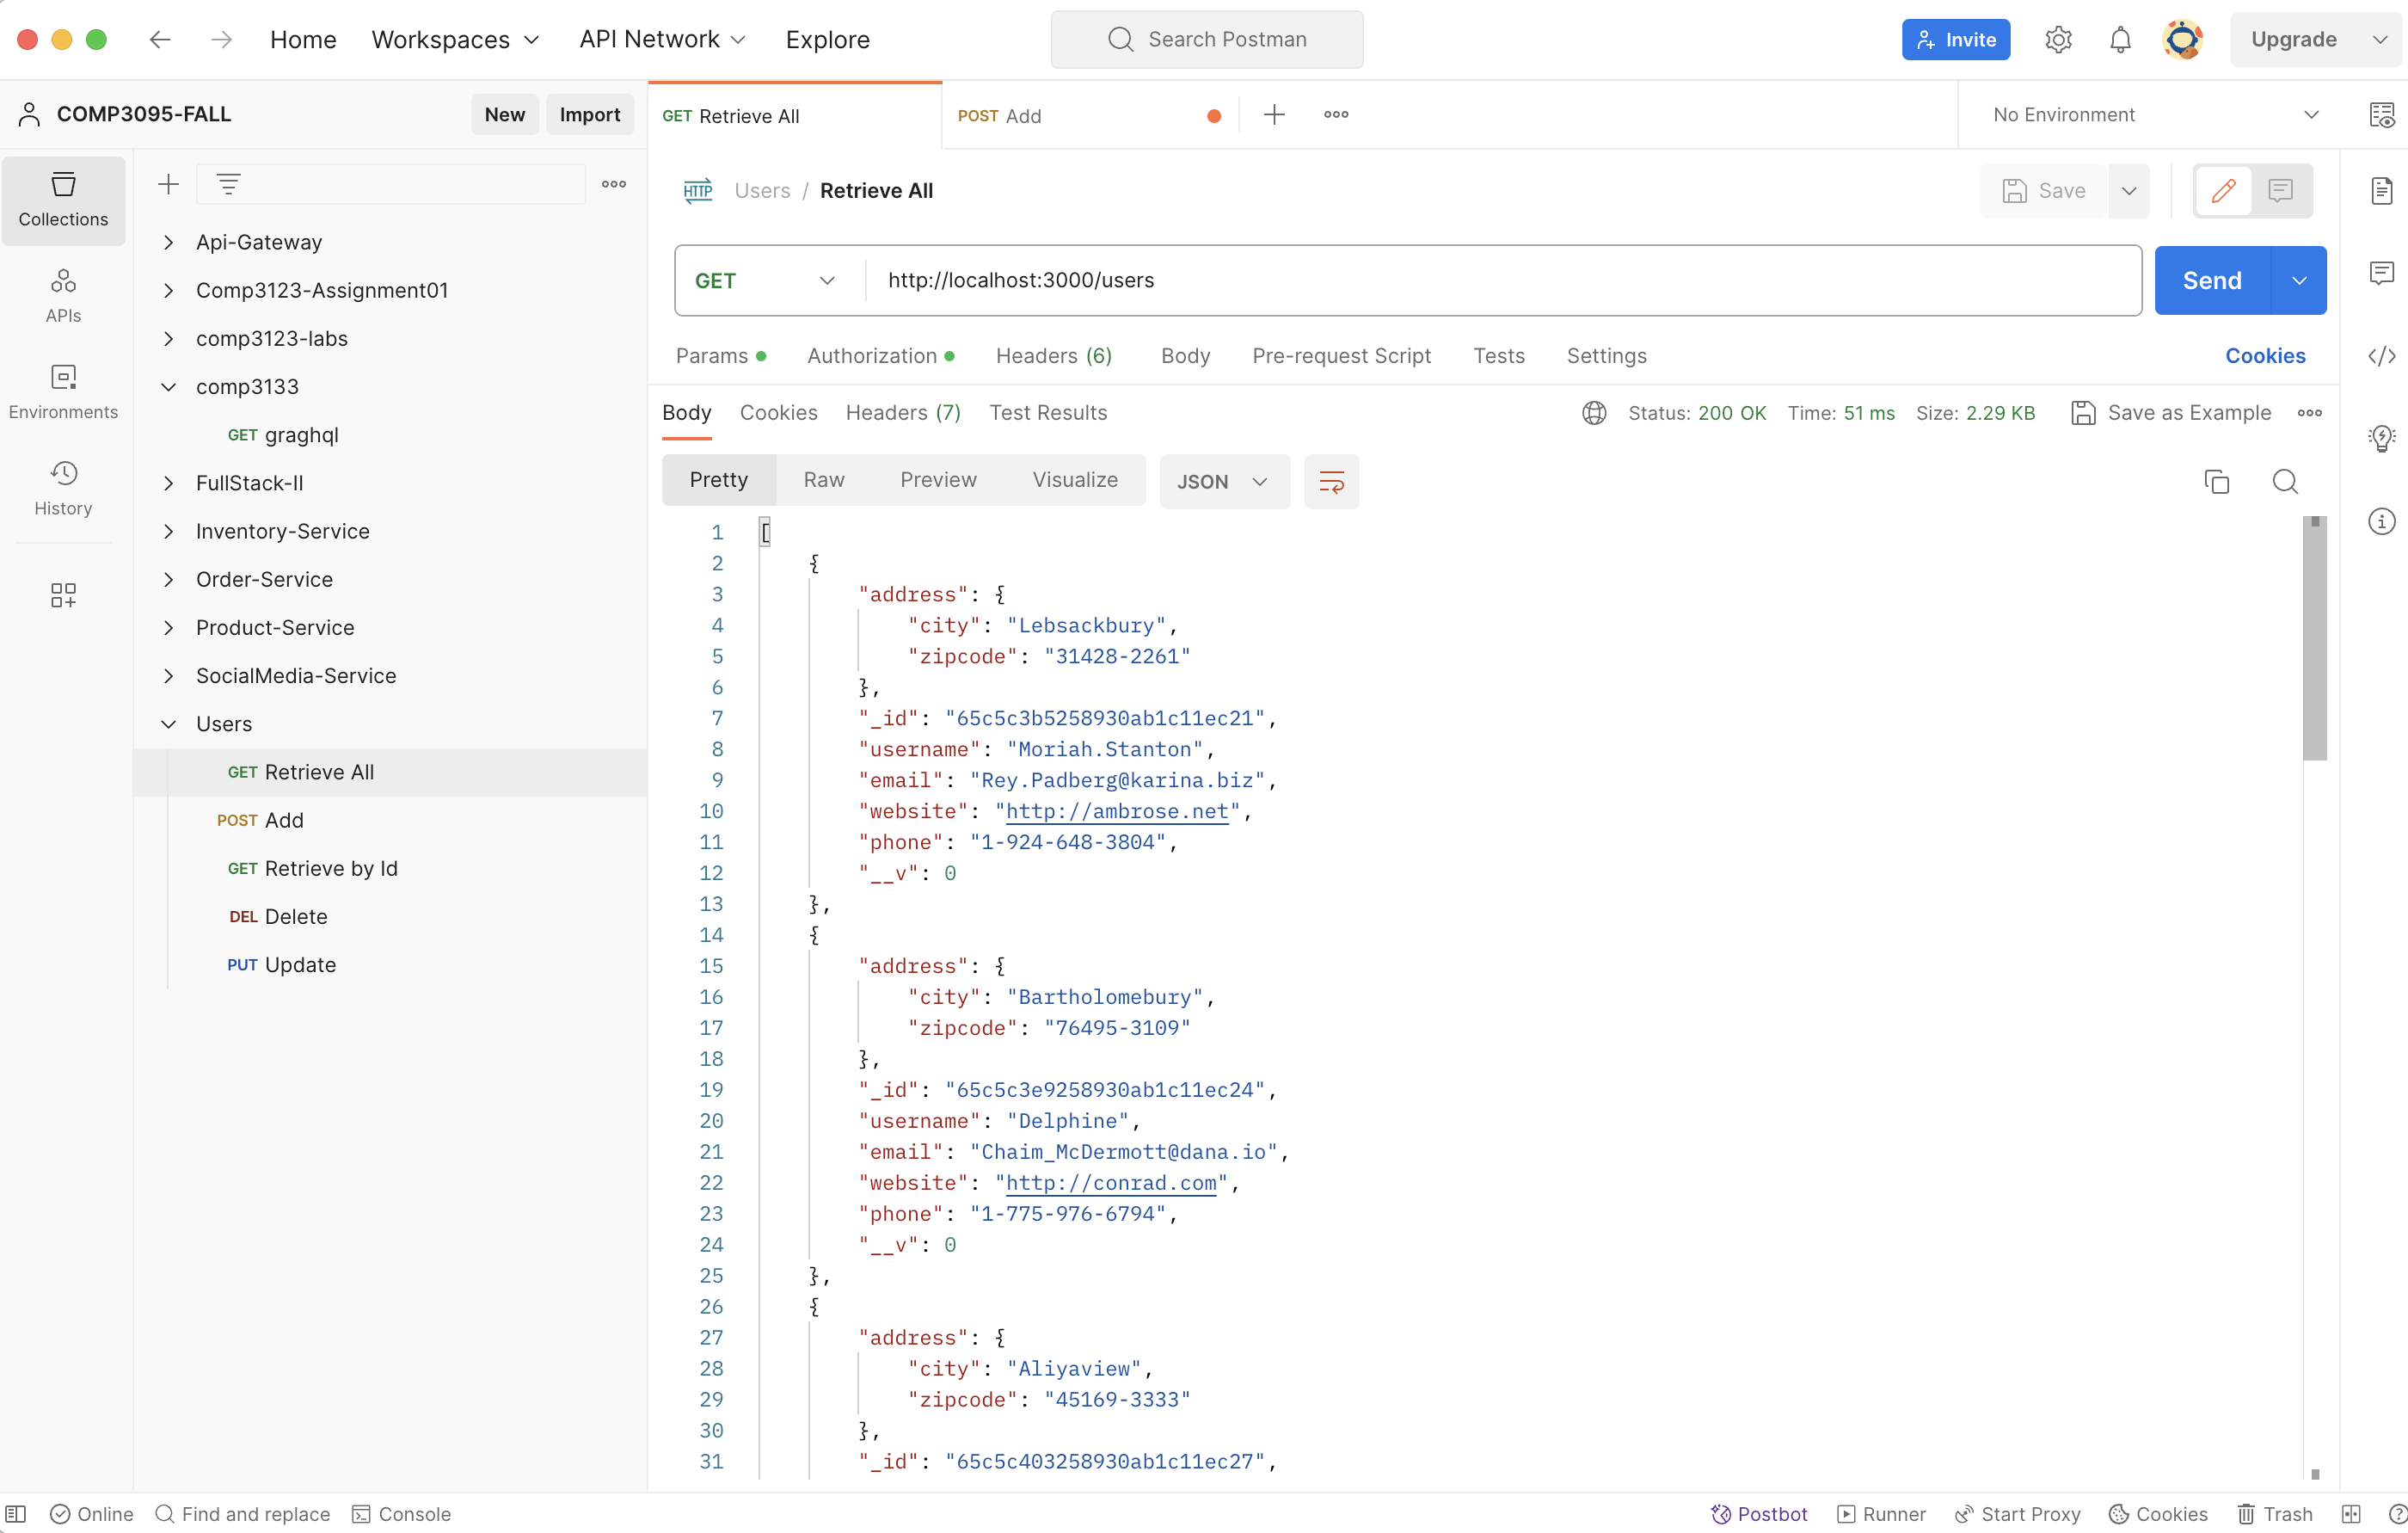 Home Workspaces API Network Explore Search Postman Invite Upgrade
COMP3095-FALL New Import GET Retrieve All POST Add No Environment
Collections
APIs
Environments
History
Api-Gateway
Comp3123-Assignment01
comp3123-labs
comp3133
GET graghql
FullStack-II
Inventory-Service
Order-Service
Product-Service
SocialMedia-Service
Users
GET Retrieve All
POST Add
GET Retrieve by Id
DEL Delete
PUT Update
HTTP Users / Retrieve All Save
GET http://localhost:3000/users Send
Params Authorization Headers (6) Body Pre-request Script Tests Settings Cookies
Body Cookies Headers (7) Test Results Status: 200 OK Time: 51 ms Size: 2.29 KB Save as Example
Pretty Raw Preview Visualize JSON
1 [
2 {
3 "address": {
4 "city": "Lebsackbury",
5 "zipcode": "31428-2261"
6 },
7 "_id": "65c5c3b5258930ab1c11ec21",
8 "username": "Moriah.Stanton",
9 "email": "Rey.Padberg@karina.biz",
10 "website": "http://ambrose.net",
11 "phone": "1-924-648-3804",
12 "__v": 0
13 },
14 {
15 "address": {
16 "city": "Bartholomebury",
17 "zipcode": "76495-3109"
18 },
19 "_id": "65c5c3e9258930ab1c11ec24",
20 "username": "Delphine",
21 "email": "Chaim_McDermott@dana.io",
22 "website": "http://conrad.com",
23 "phone": "1-775-976-6794",
24 "__v": 0
25 },
26 {
27 "address": {
28 "city": "Aliyaview",
29 "zipcode": "45169-3333"
30 },
31 "_id": "65c5c403258930ab1c11ec27",
Online Find and replace Console Postbot Runner Start Proxy Cookies Trash